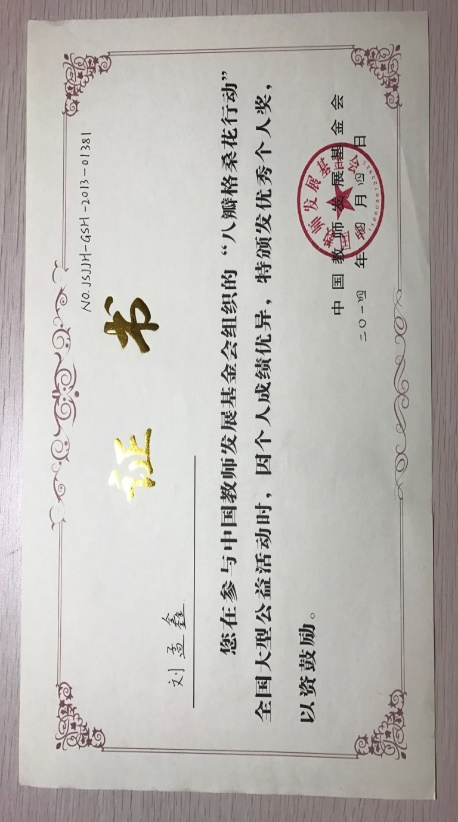 NO.JSJJH-GSH-2013-01381
证 书
刘孟鑫
您在参与中国教师发展基金会组织的“八瓣格桑花行动”
全国大型公益活动时，因个人成绩优异，特颁发优秀个人奖，
以资鼓励。
中国教师发展基金会
二〇一四年四月四日